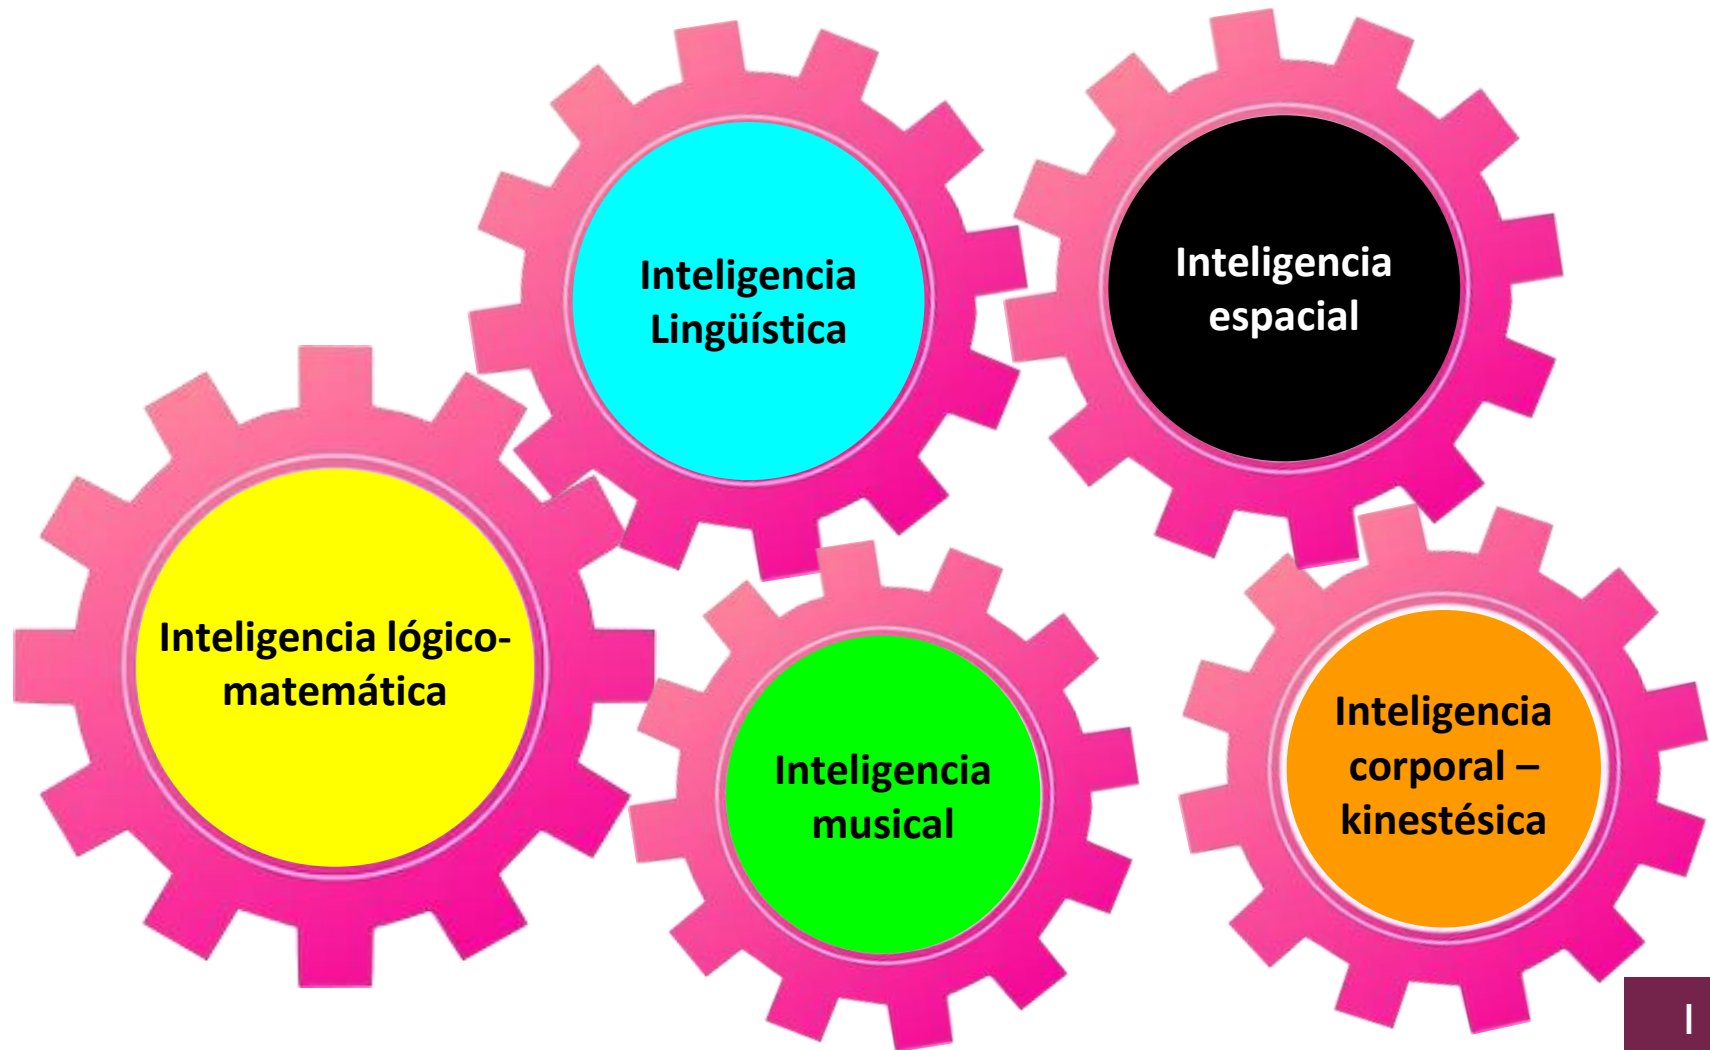 Inteligencia
Lingüística
Inteligencia
espacial
Inteligencia lógico-
matemática
Inteligencia
musical
Inteligencia
corporal –
kinestésica